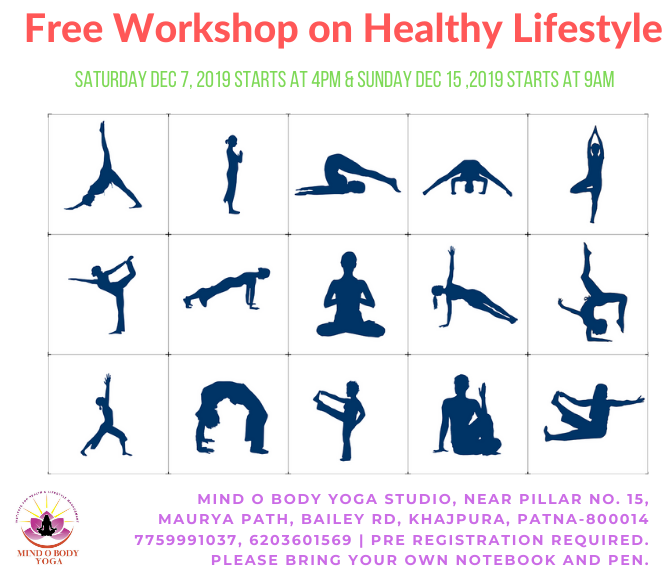 Free Workshop on Healthy Lifestyle
SATURDAY DEC 7, 2019 STARTS AT 4PM & SUNDAY DEC 15 ,2019 STARTS AT 9AM
MIND O BODY YOGA STUDIO, NEAR PILLAR NO. 15,
MAURYA PATH, BAILEY RD, KHAJPURA, PATNA-800014
7759991037, 6203601569 | PRE REGISTRATION REQUIRED.
PLEASE BRING YOUR OWN NOTEBOOK AND PEN.
MIND O BODY
YOGA